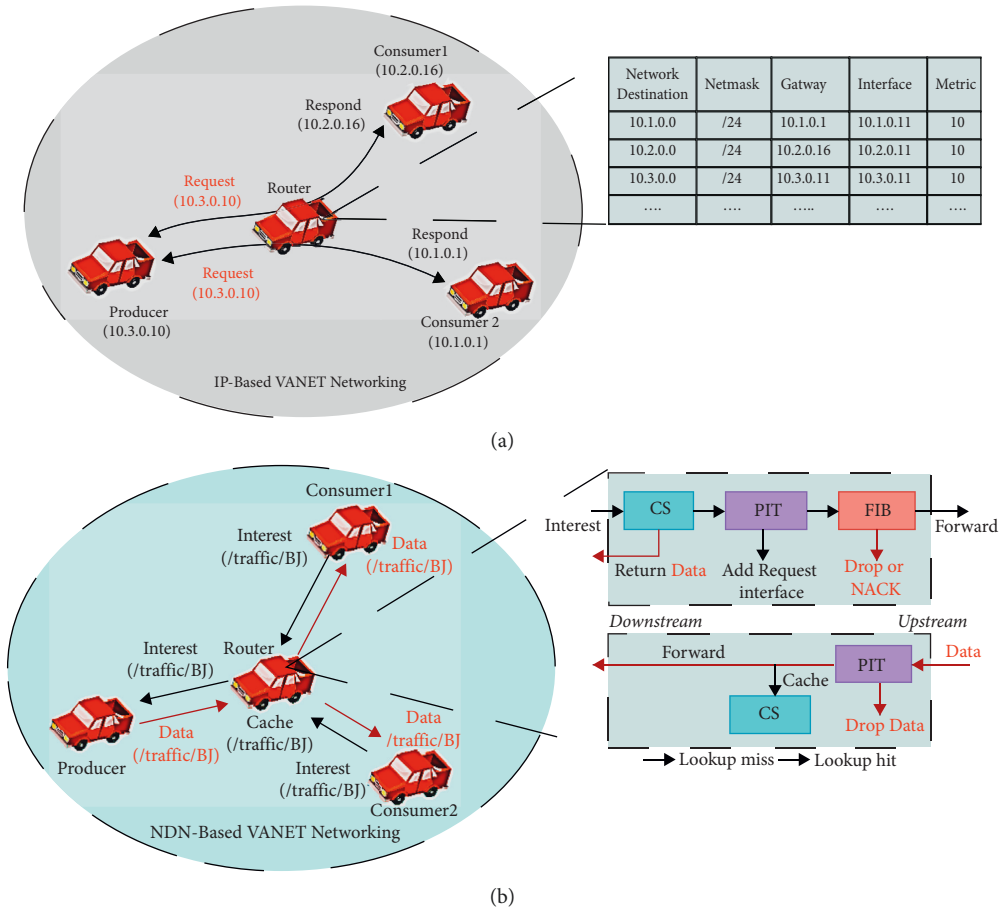 Consumer1
(10.2.0.16)
Respond
(10.2.0.16)
Request
(10.3.0.10)
Router
Respond
(10.1.0.1)
Request
(10.3.0.10)
Producer
(10.3.0.10)
Consumer 2
(10.1.0.1)
IP-Based VANET Networking
Network Destination Netmask Gatway Interface Metric
10.1.0.0 /24 10.1.0.1 10.1.0.11 10
10.2.0.0 /24 10.2.0.16 10.2.0.11 10
10.3.0.0 /24 10.3.0.11 10.3.0.11 10
.... .... ..... .... ....
(a)
Consumer1
Interest
(/traffic/BJ)
Data
(/traffic/BJ)
Interest
(/traffic/BJ)
Router
Data
(/traffic/BJ)
Cache
(/traffic/BJ)
Data
/traffic/BJ
Interest
(/traffic/BJ)
Producer
Consumer2
NDN-Based VANET Networking
Interest
CS
PIT
FIB
Forward
Return Data
Add Request
interface
Drop or
NACK
Downstream
Upstream
Forward
PIT
Data
Cache
CS
Drop Data
Lookup miss
Lookup hit
(b)